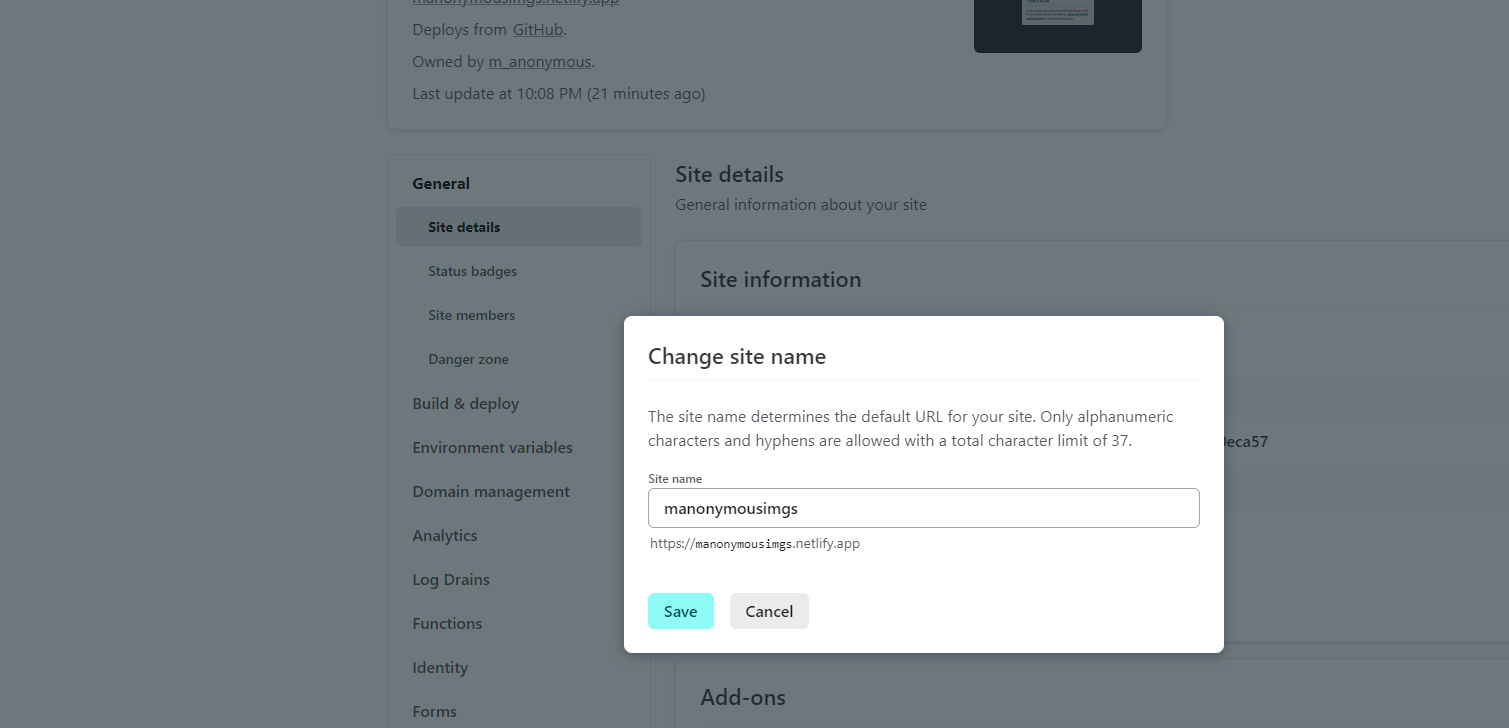 manonymousimgs.netlify.app
Deploys from GitHub.
Owned by m_anonymous.
Last update at 10:08 PM (21 minutes ago)
General
Site details
Status badges
Site members
Danger zone
Build & deploy
Environment variables
Domain management
Analytics
Log Drains
Functions
Identity
Forms
Site details
General information about your site
Site information
eca57
Change site name
The site name determines the default URL for your site. Only alphanumeric
characters and hyphens are allowed with a total character limit of 37.
Site name
manonymousimgs
https://manonymousimgs.netlify.app
Save
Cancel
Add-ons